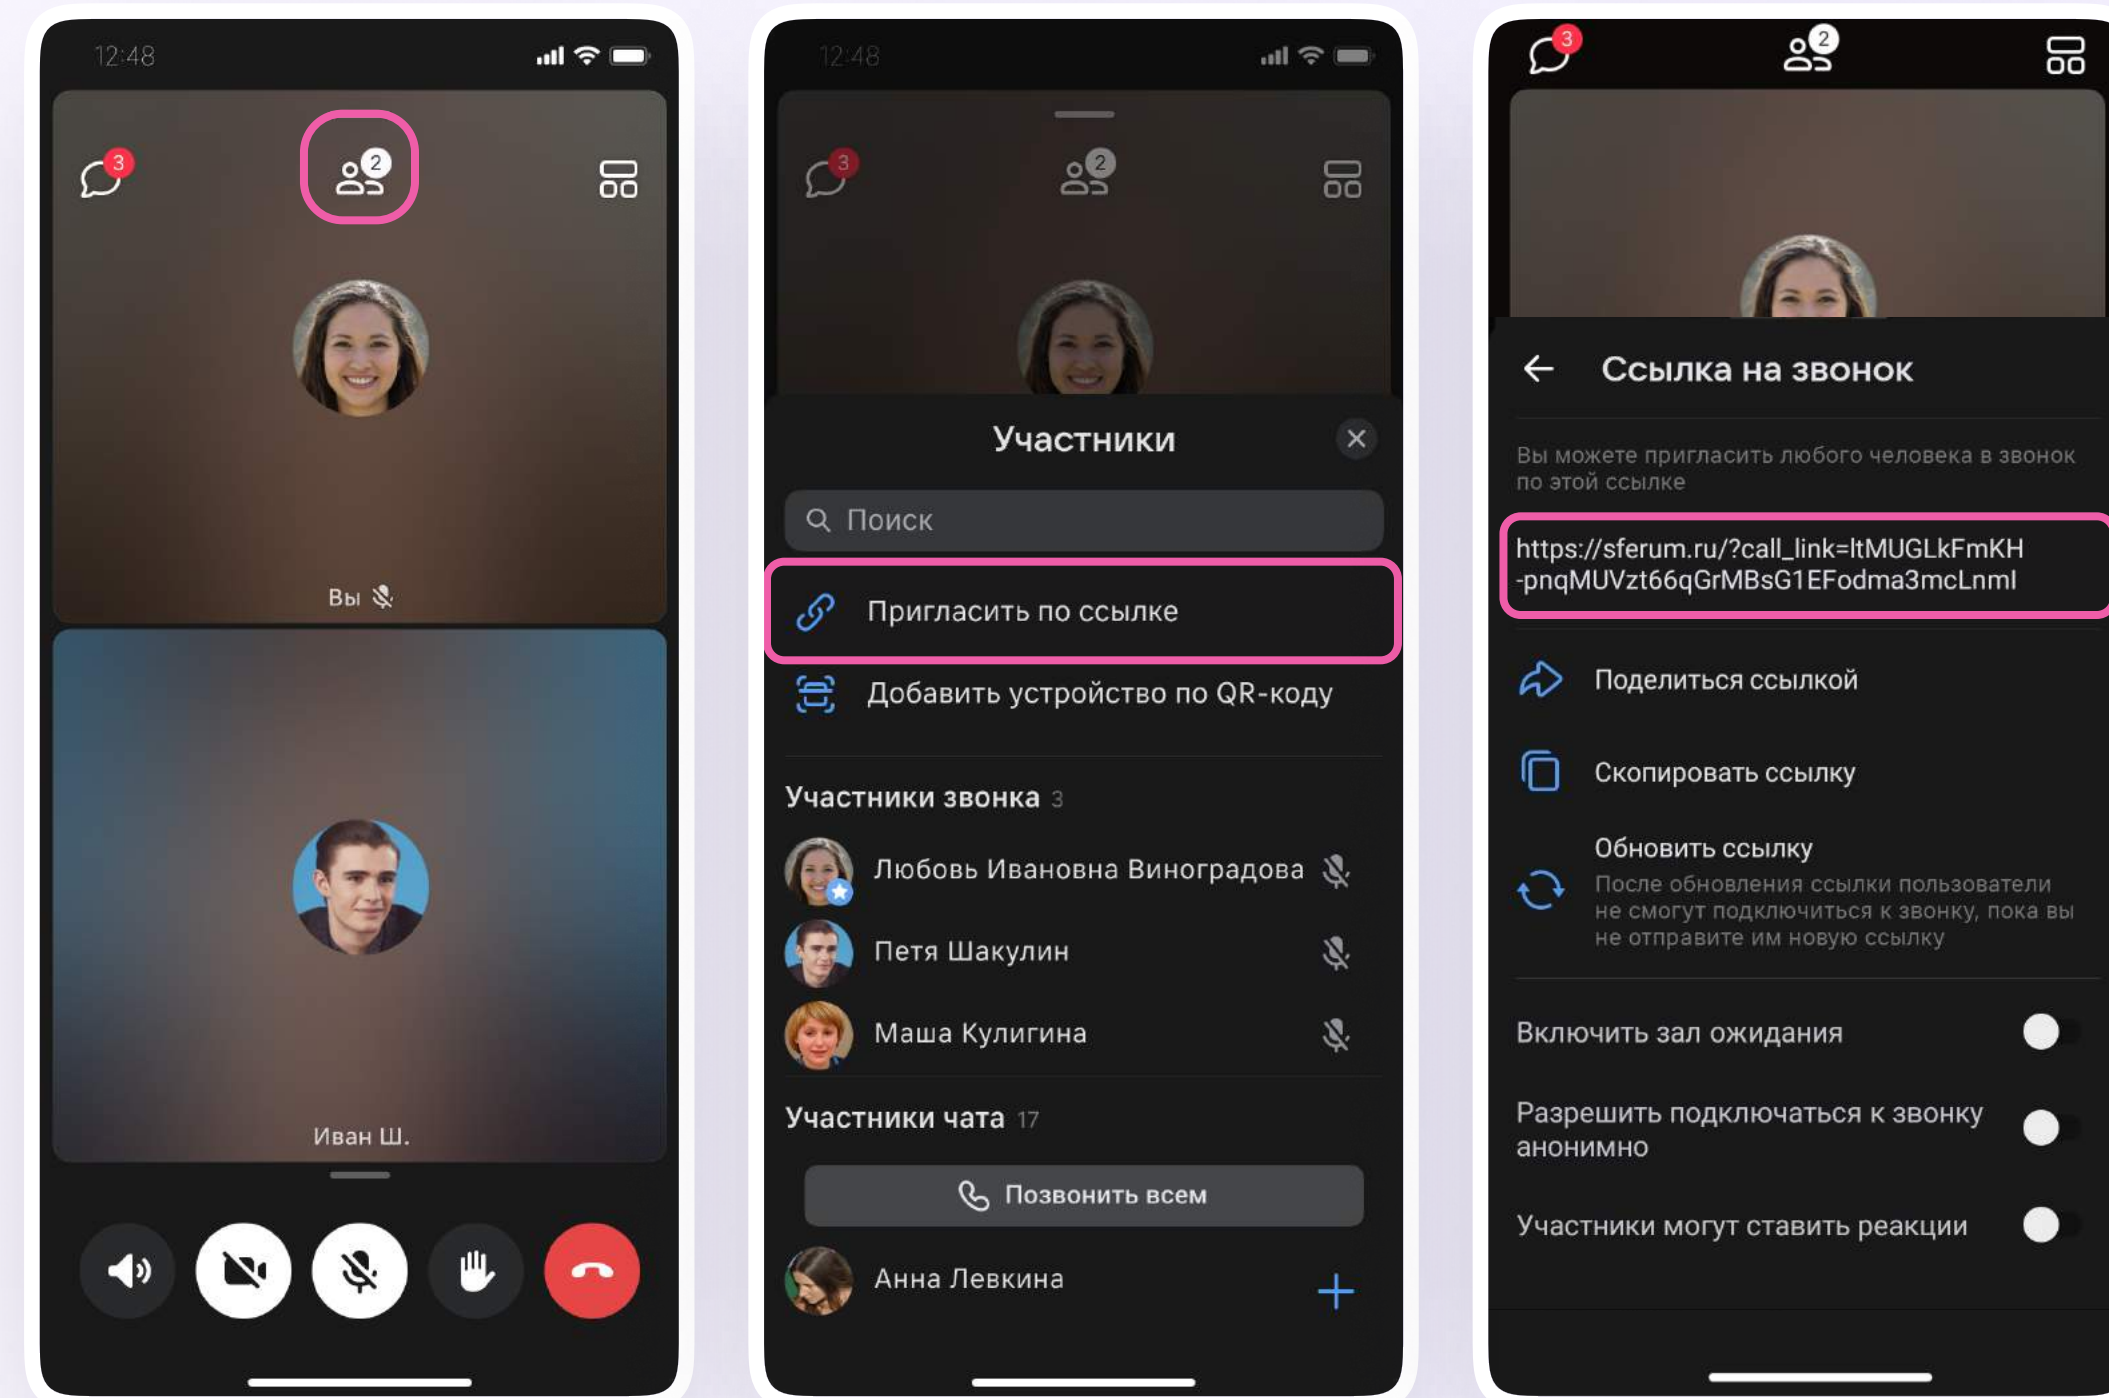 12:48
3
2
Вы
Иван Ш.
12:48
3
2
Участники
Поиск
Пригласить по ссылке
Добавить устройство по QR-коду
Участники звонка 3
Любовь Ивановна Виноградова
Петя Шакулин
Маша Кулигина
Участники чата 17
Позвонить всем
Анна Левкина
3
2
Ссылка на звонок
Вы можете пригласить любого человека в звонок
по этой ссылке
https://sferum.ru/?call_link=ltMUGLkFmKH
-pnqMUVzt66qGrMBsG1EFodma3mcLnmI
Поделиться ссылкой
Скопировать ссылку
Обновить ссылку
После обновления ссылки пользователи
не смогут подключиться к звонку, пока вы
не отправите им новую ссылку
Включить зал ожидания
Разрешить подключаться к звонку
анонимно
Участники могут ставить реакции